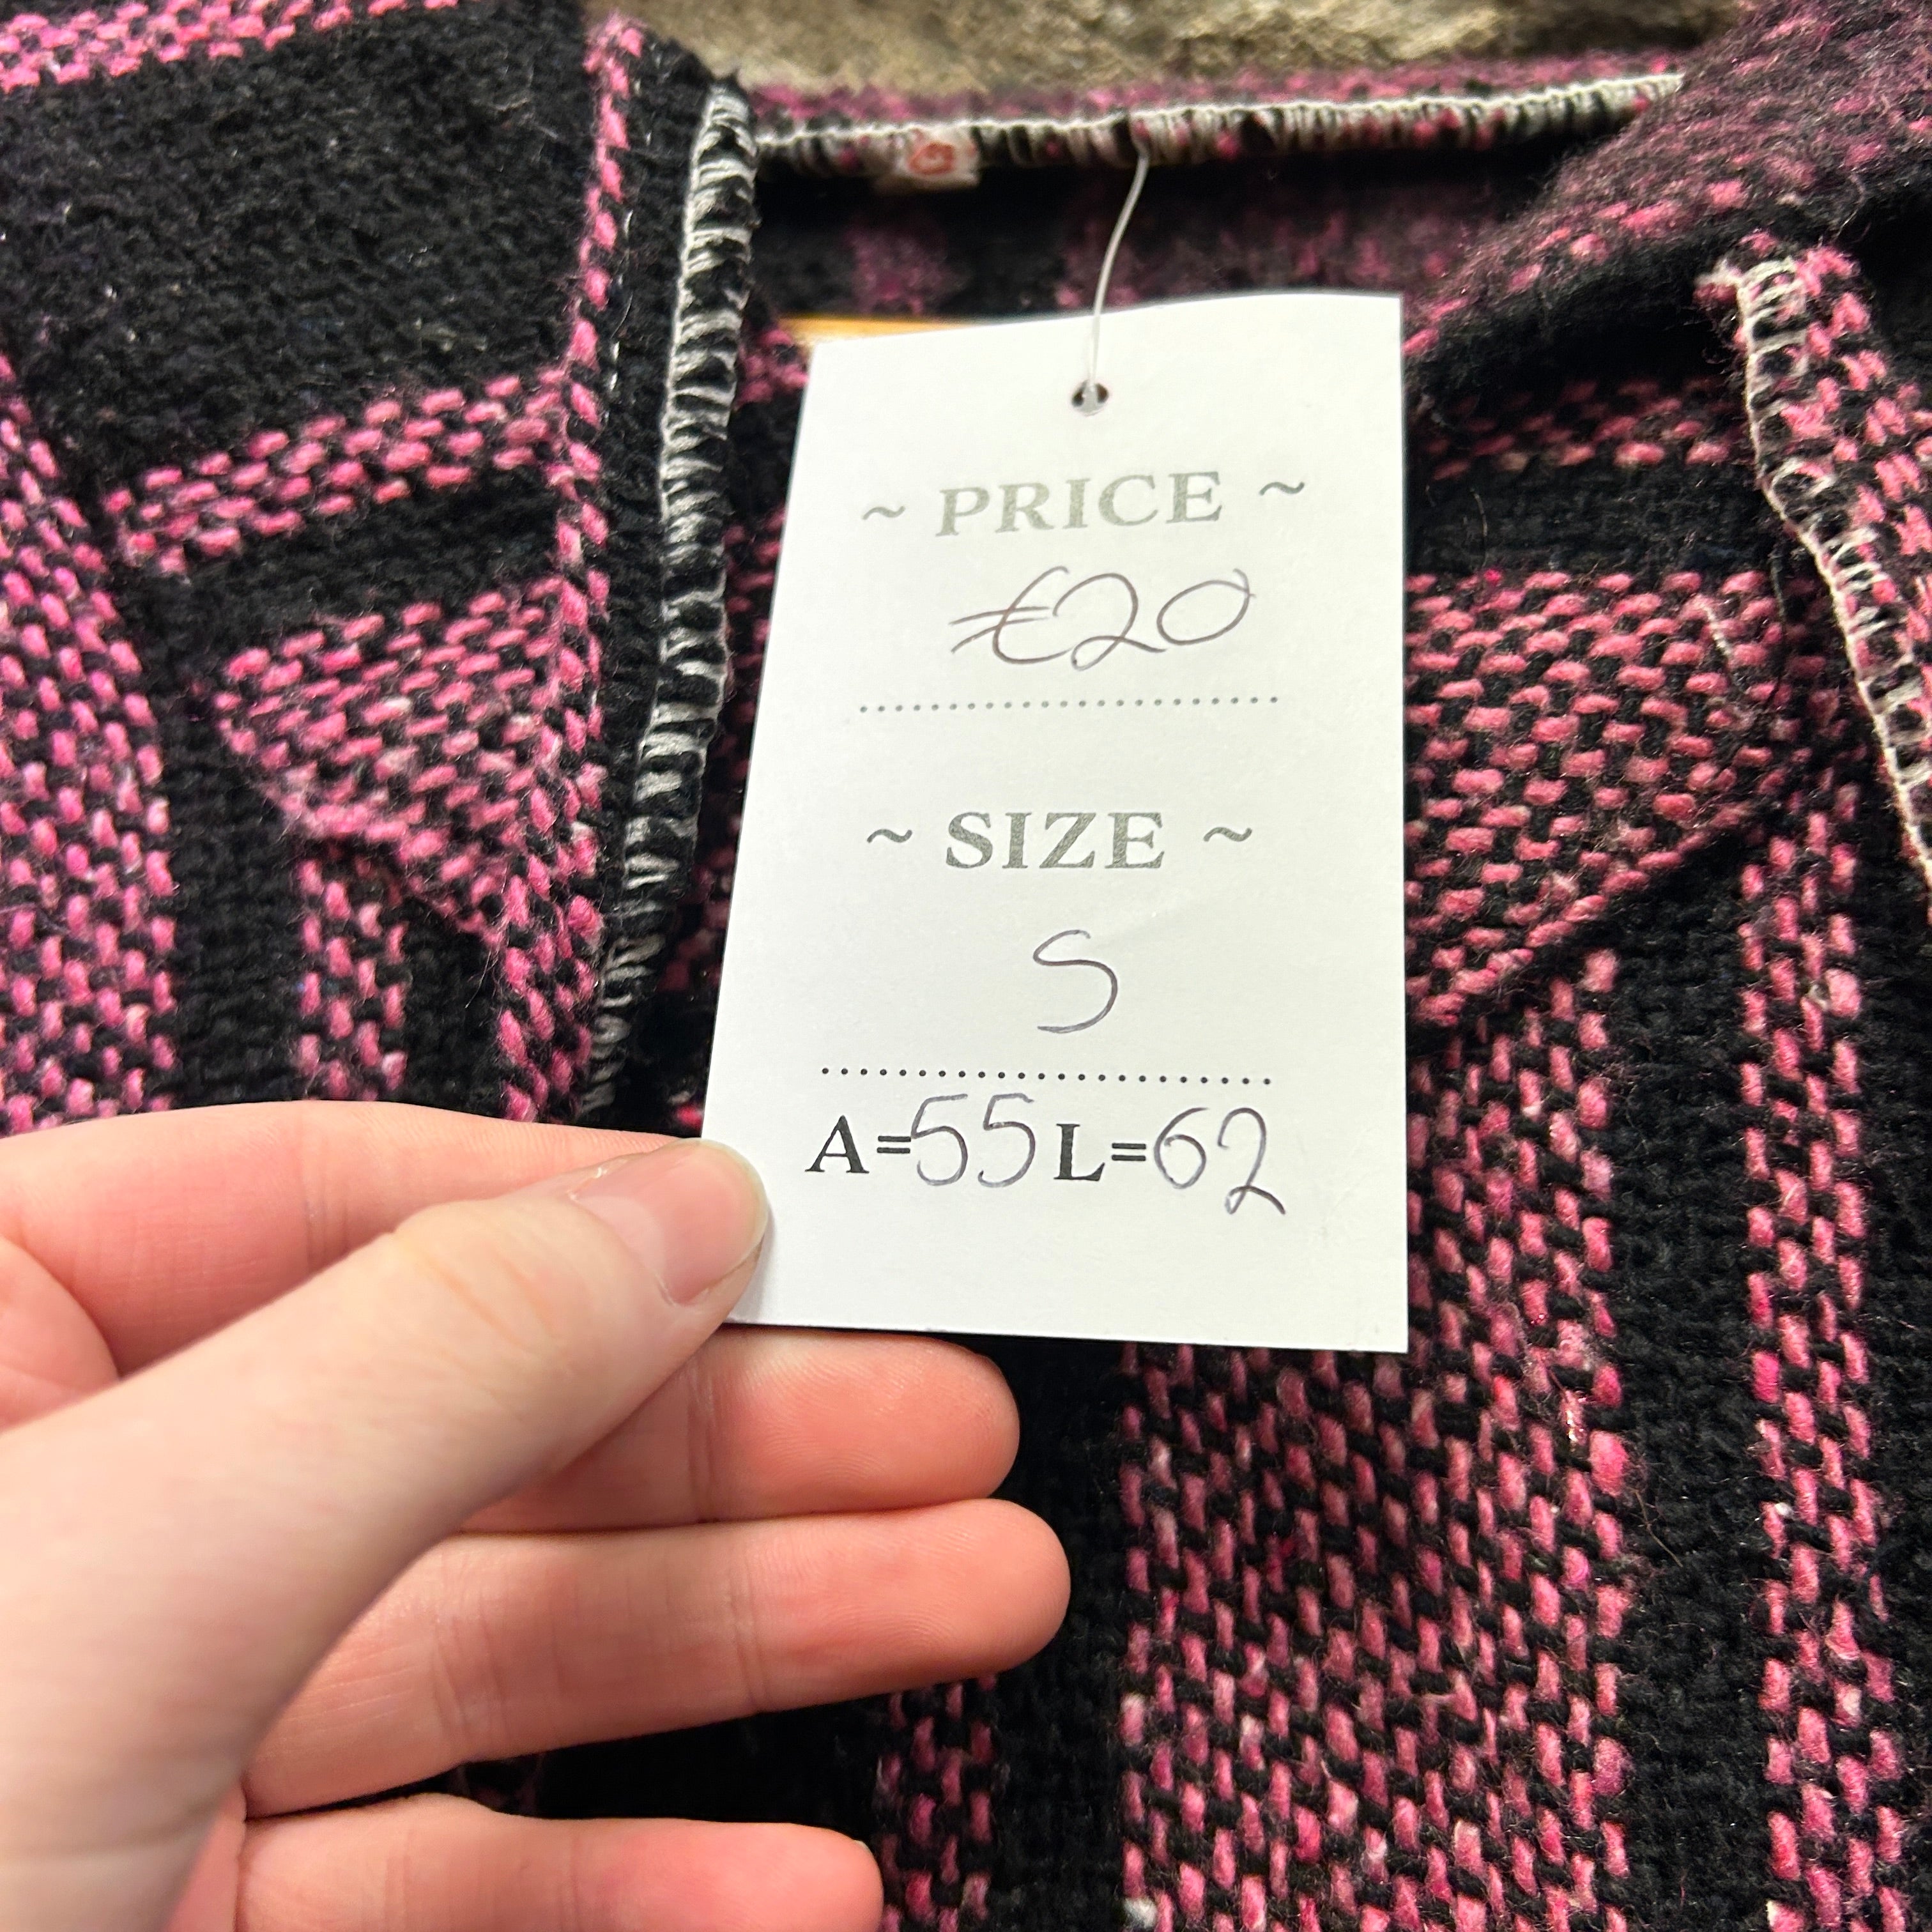 ~ PRICE ~
€20
~ SIZE ~
S
A=55 L=62